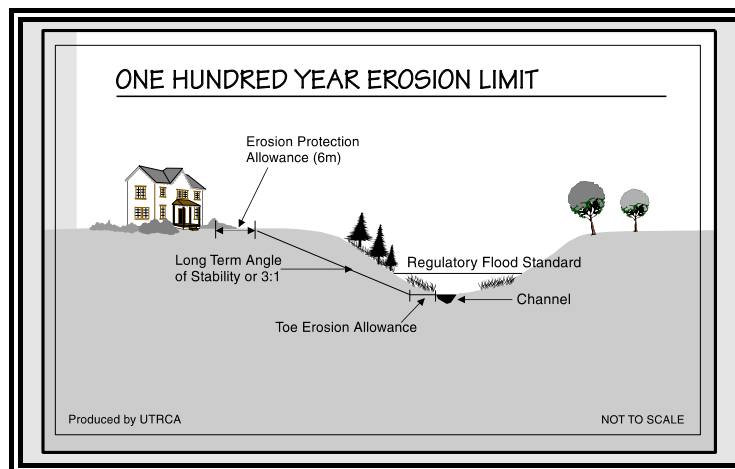 ONE HUNDRED YEAR EROSION LIMIT
Erosion Protection
Allowance (6m)
Long Term Angle
of Stability or 3:1
Regulatory Flood Standard
Channel
Toe Erosion Allowance
Produced by UTRCA
NOT TO SCALE